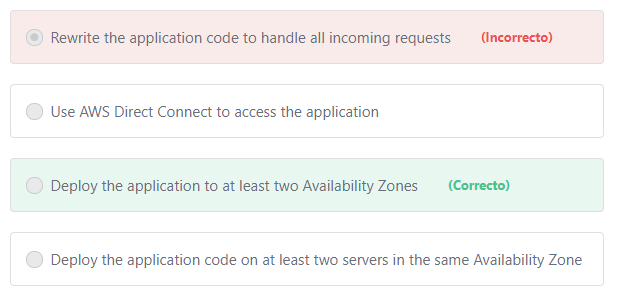 Rewrite the application code to handle all incoming requests (Incorrecto)
Use AWS Direct Connect to access the application
Deploy the application to at least two Availability Zones (Correcto)
Deploy the application code on at least two servers in the same Availability Zone